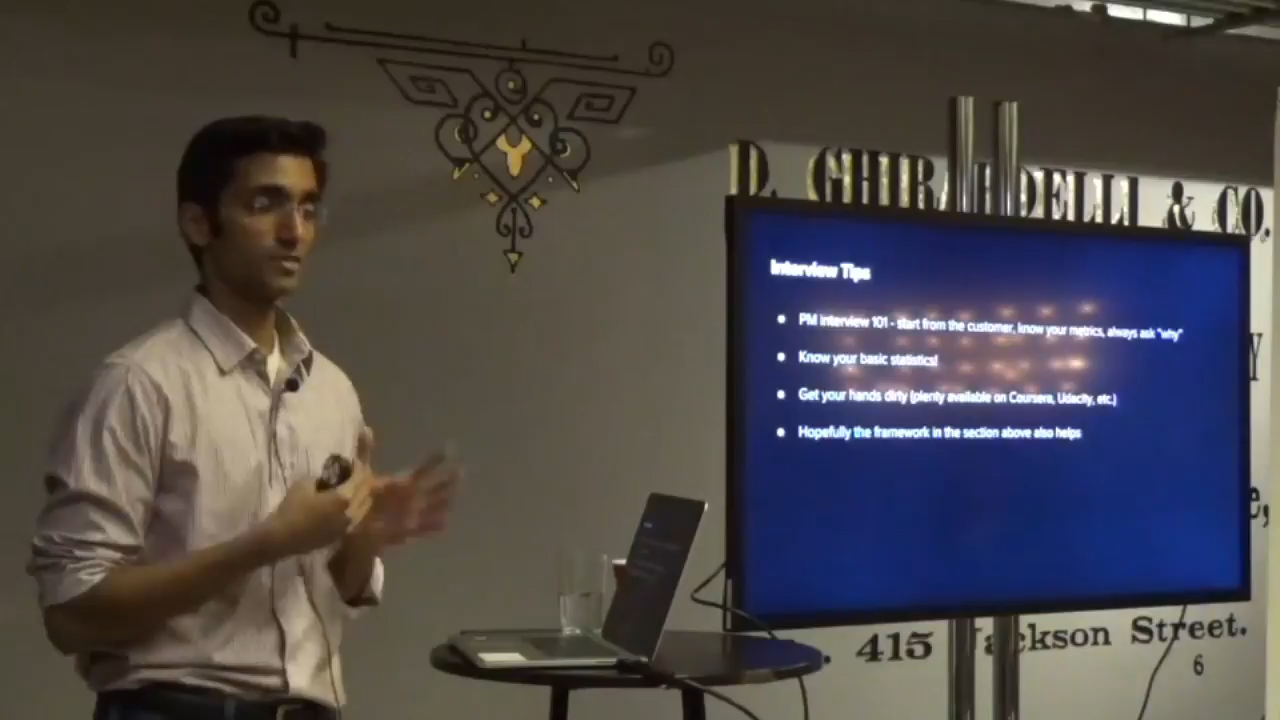 D. GHIRARDELLI & CO.
Interview Tips
PM interview 101 - start from the customer, know your metrics, always ask "why"
Know your basic statistics!
Get your hands dirty (plenty available on Coursera, Udacity, etc.)
Hopefully the framework in the section above also helps
415 Jackson Street.
6